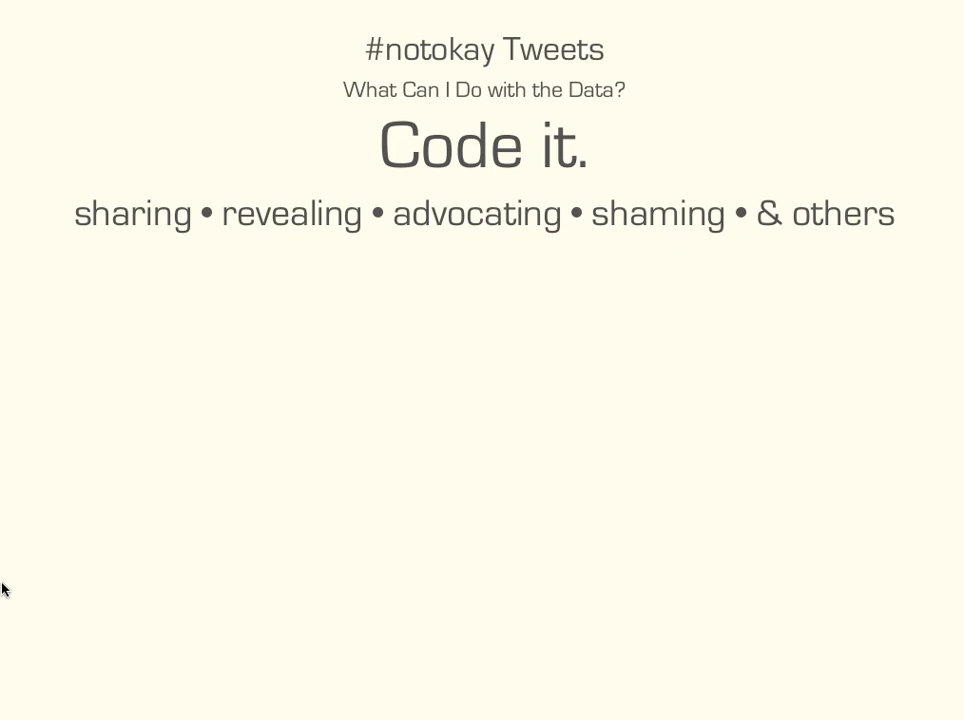 #notokay Tweets
What Can I Do with the Data?
Code it.
sharing • revealing • advocating • shaming • & others